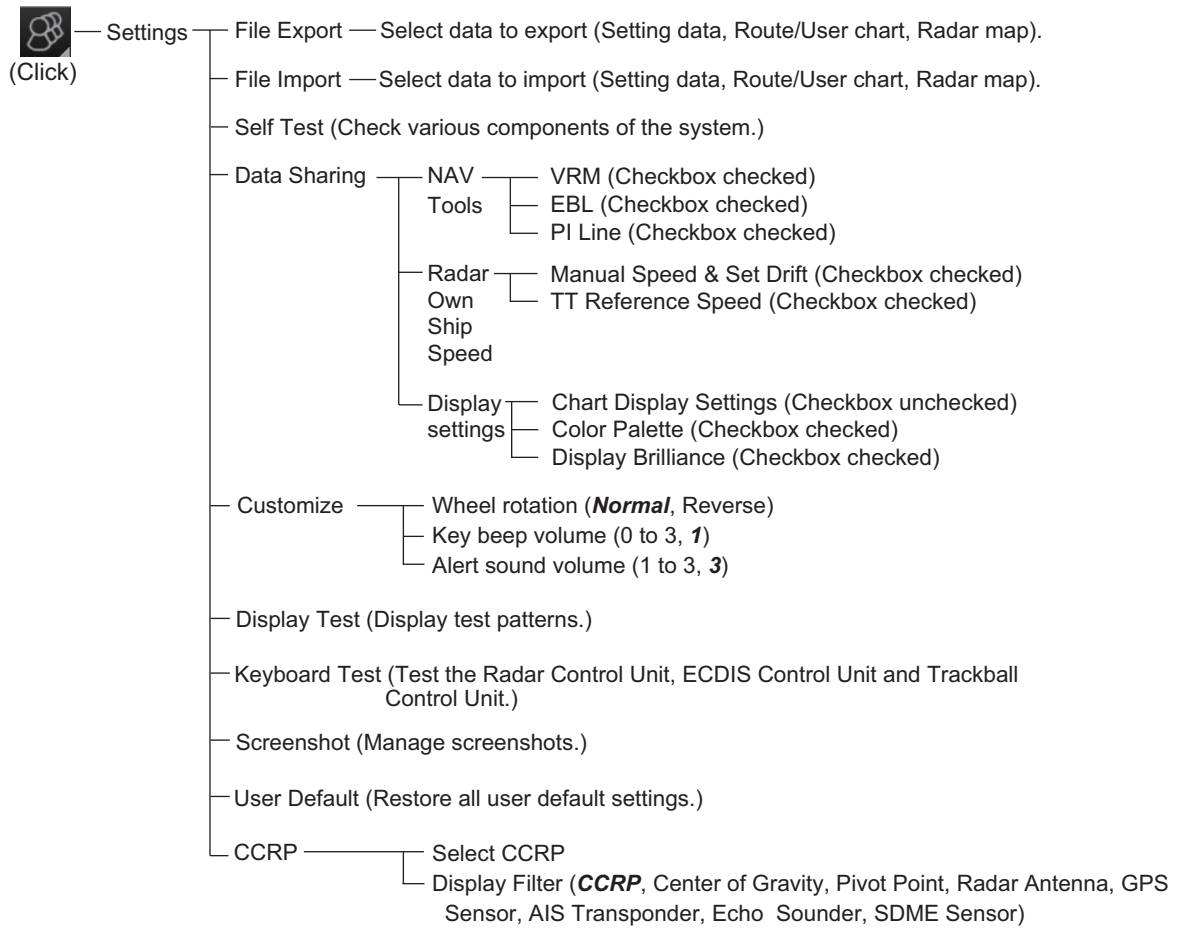 Settings
(Click)
File Export
Select data to export (Setting data, Route/User chart, Radar map).
File Import
Select data to import (Setting data, Route/User chart, Radar map).
Self Test (Check various components of the system.)
Data Sharing
NAV
Tools
VRM (Checkbox checked)
EBL (Checkbox checked)
PI Line (Checkbox checked)
Radar
Own
Ship
Speed
Manual Speed & Set Drift (Checkbox checked)
TT Reference Speed (Checkbox checked)
Display
settings
Chart Display Settings (Checkbox unchecked)
Color Palette (Checkbox checked)
Display Brilliance (Checkbox checked)
Customize
Wheel rotation (Normal, Reverse)
Key beep volume (0 to 3, 1)
Alert sound volume (1 to 3, 3)
Display Test (Display test patterns.)
Keyboard Test (Test the Radar Control Unit, ECDIS Control Unit and Trackball
Control Unit.)
Screenshot (Manage screenshots.)
User Default (Restore all user default settings.)
CCRP
Select CCRP
Display Filter (CCRP, Center of Gravity, Pivot Point, Radar Antenna, GPS
Sensor, AIS Transponder, Echo Sounder, SDME Sensor)